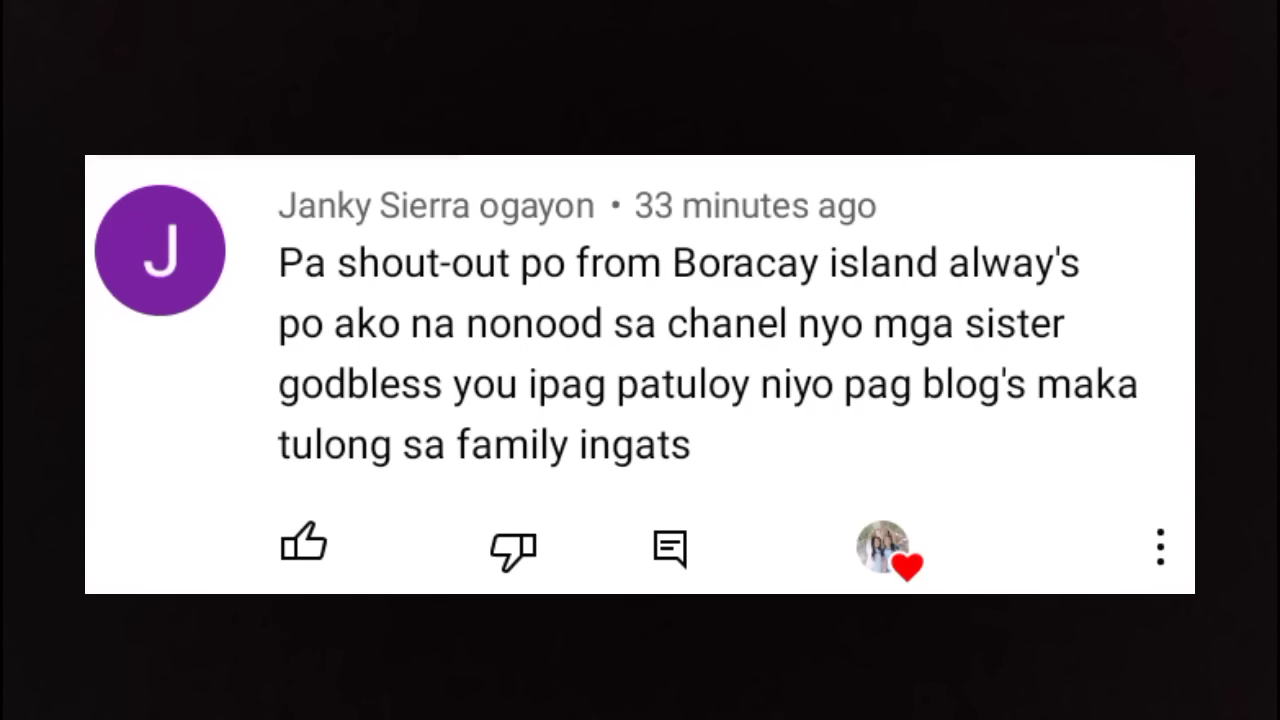 J
Janky Sierra ogayon • 33 minutes ago
Pa shout-out po from Boracay island alway's
po ako na nonood sa chanel nyo mga sister
godbless you ipag patuloy niyo pag blog's maka
tulong sa family ingats